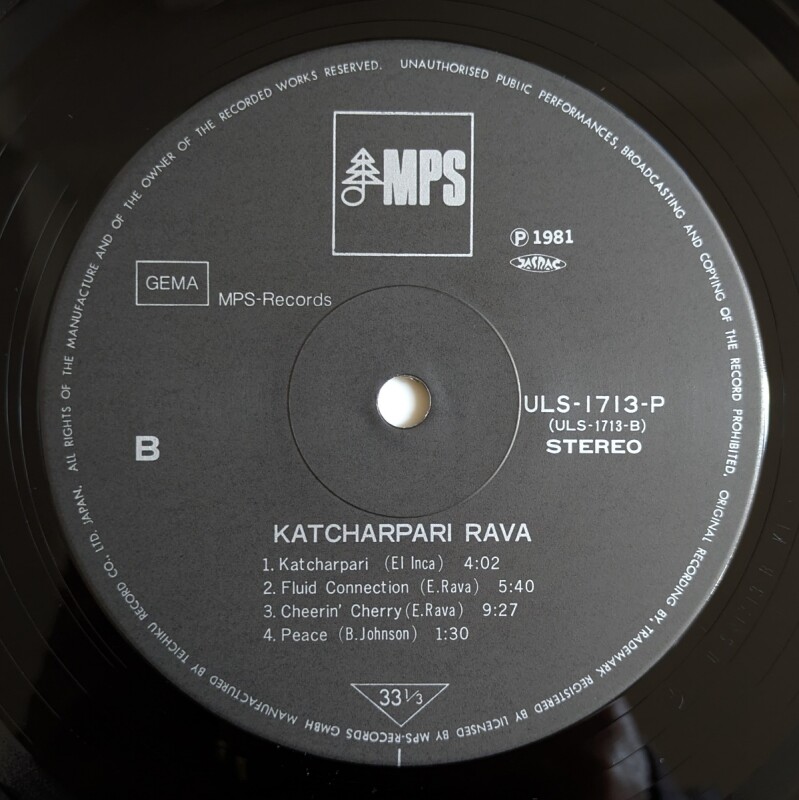 ALL RIGHTS OF THE MANUFACTURE AND OF THE OWNER OF THE RECORDED WORKS RESERVED. UNAUTHORISED PUBLIC PERFORMANCES, BROADCASTING AND COPYING OF THE RECORD PROHIBITED. ORIGINAL RECORDING BY, TRADEMARK REGISTERED BY LICENSED BY MPS-RECORDS GMBH MANUFACTURED BY TEICHIKU RECORD CO., LTD. JAPAN.
MPS
Ⓟ 1981
JASRAC
GEMA
MPS-Records
ULS-1713-P
(ULS-1713-B)
STEREO
B
KATCHARPARI RAVA
1. Katcharpari (El Inca) 4:02
2. Fluid Connection (E.Rava) 5:40
3. Cheerin' Cherry (E.Rava) 9:27
4. Peace (B.Johnson) 1:30
33 1/3